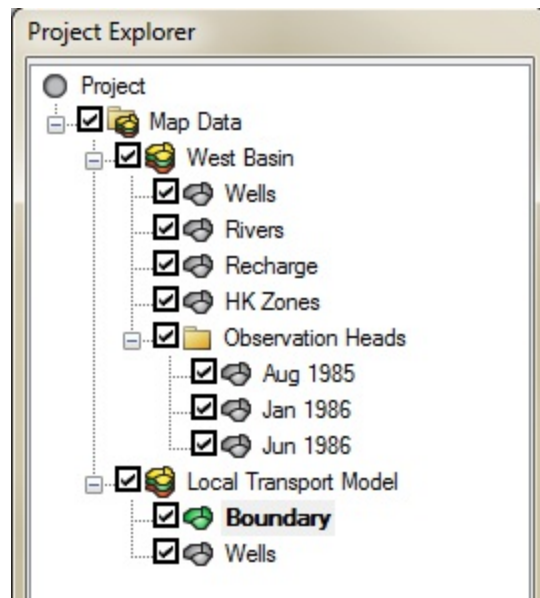 Project Explorer
Project
Map Data
West Basin
Wells
Rivers
Recharge
HK Zones
Observation Heads
Aug 1985
Jan 1986
Jun 1986
Local Transport Model
Boundary
Wells